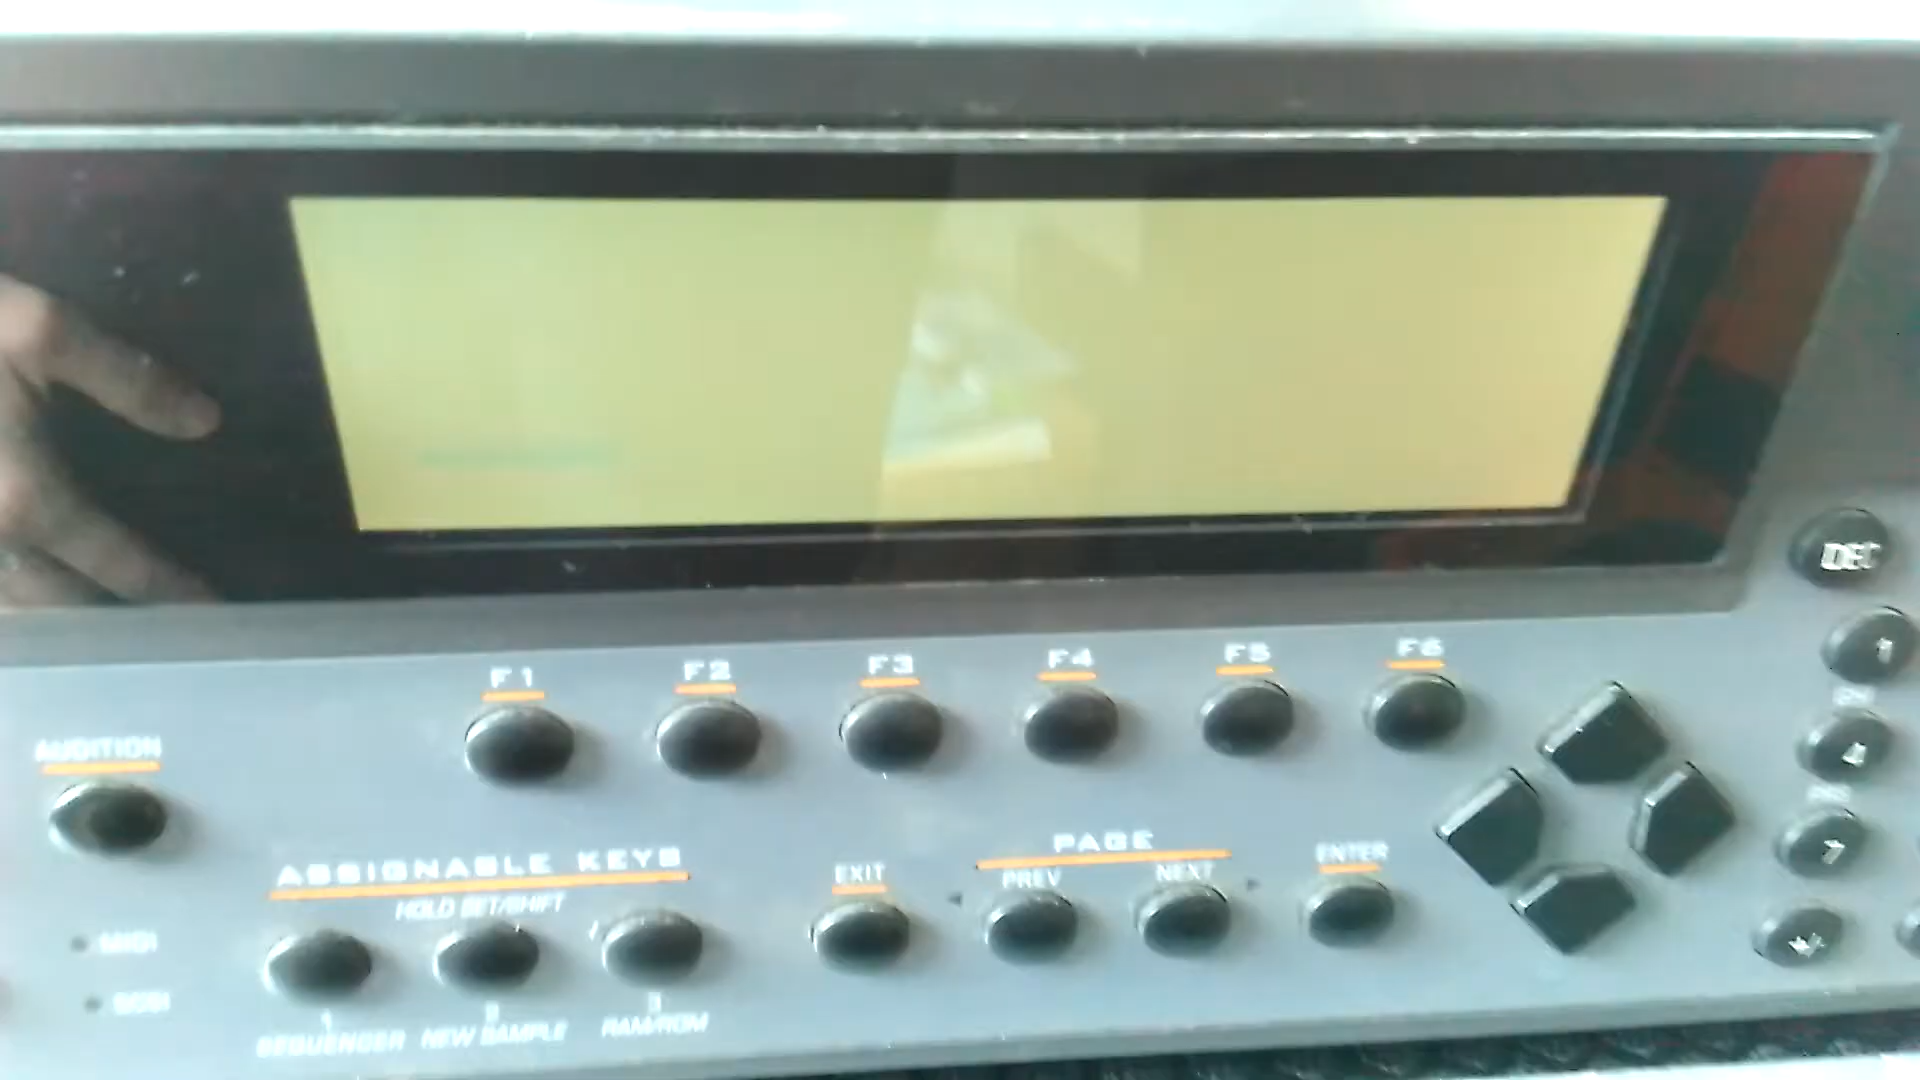 F1 F2 F3 F4 F5 F6
DEC
1
AUDITION
4
PAGE
7
ASSIGNABLE KEYS
EXIT PREV NEXT ENTER
HOLD SET/SHIFT
MIDI
SCSI
1 2 3
SEQUENCER NEW SAMPLE RAM/ROM